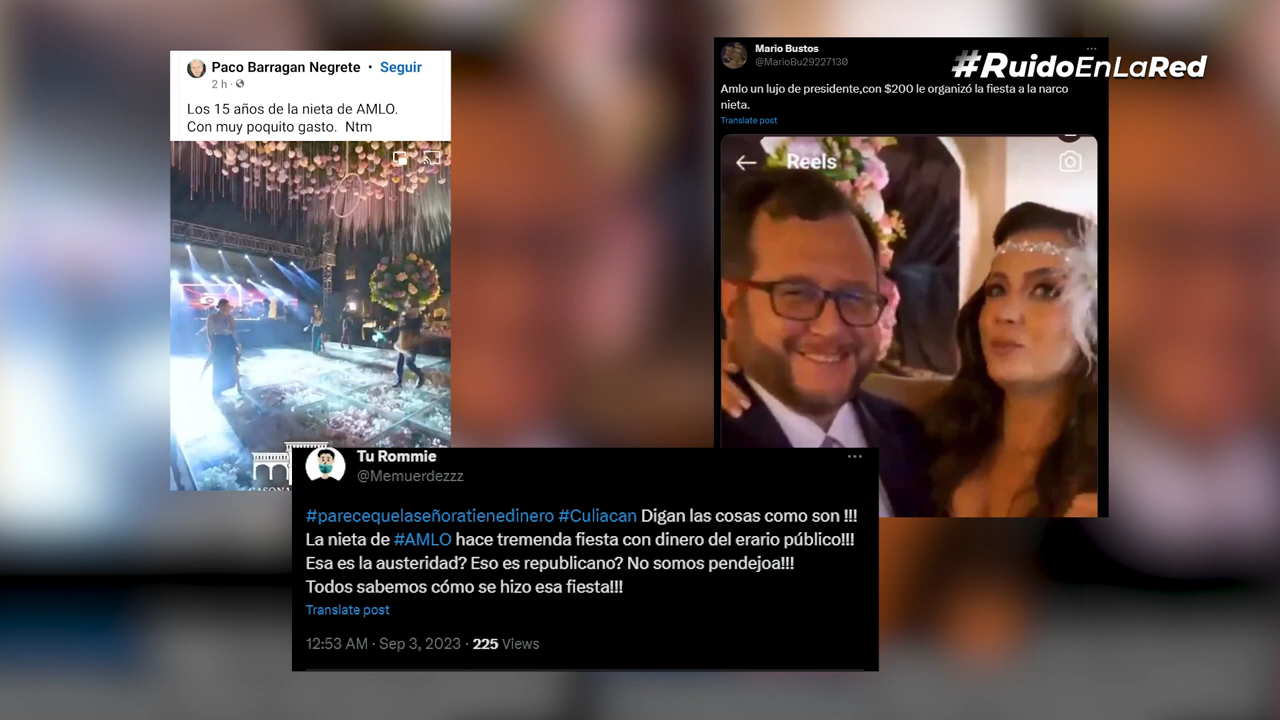 #RuidoEnLaRed
Paco Barragan Negrete · Seguir
2 h ·
Los 15 años de la nieta de AMLO.
Con muy poquito gasto. Ntm
Mario Bustos
@MarioBu29227130
Amlo un lujo de presidente,con $200 le organizó la fiesta a la narco
nieta.
Translate post
Reels
Tu Rommie
@Memuerdezzz
#parecequelaseñoratienedinero #Culiacan Digan las cosas como son !!!
La nieta de #AMLO hace tremenda fiesta con dinero del erario público!!!
Esa es la austeridad? Eso es republicano? No somos pendejoa!!!
Todos sabemos cómo se hizo esa fiesta!!!
Translate post
12:53 AM · Sep 3, 2023 · 225 Views